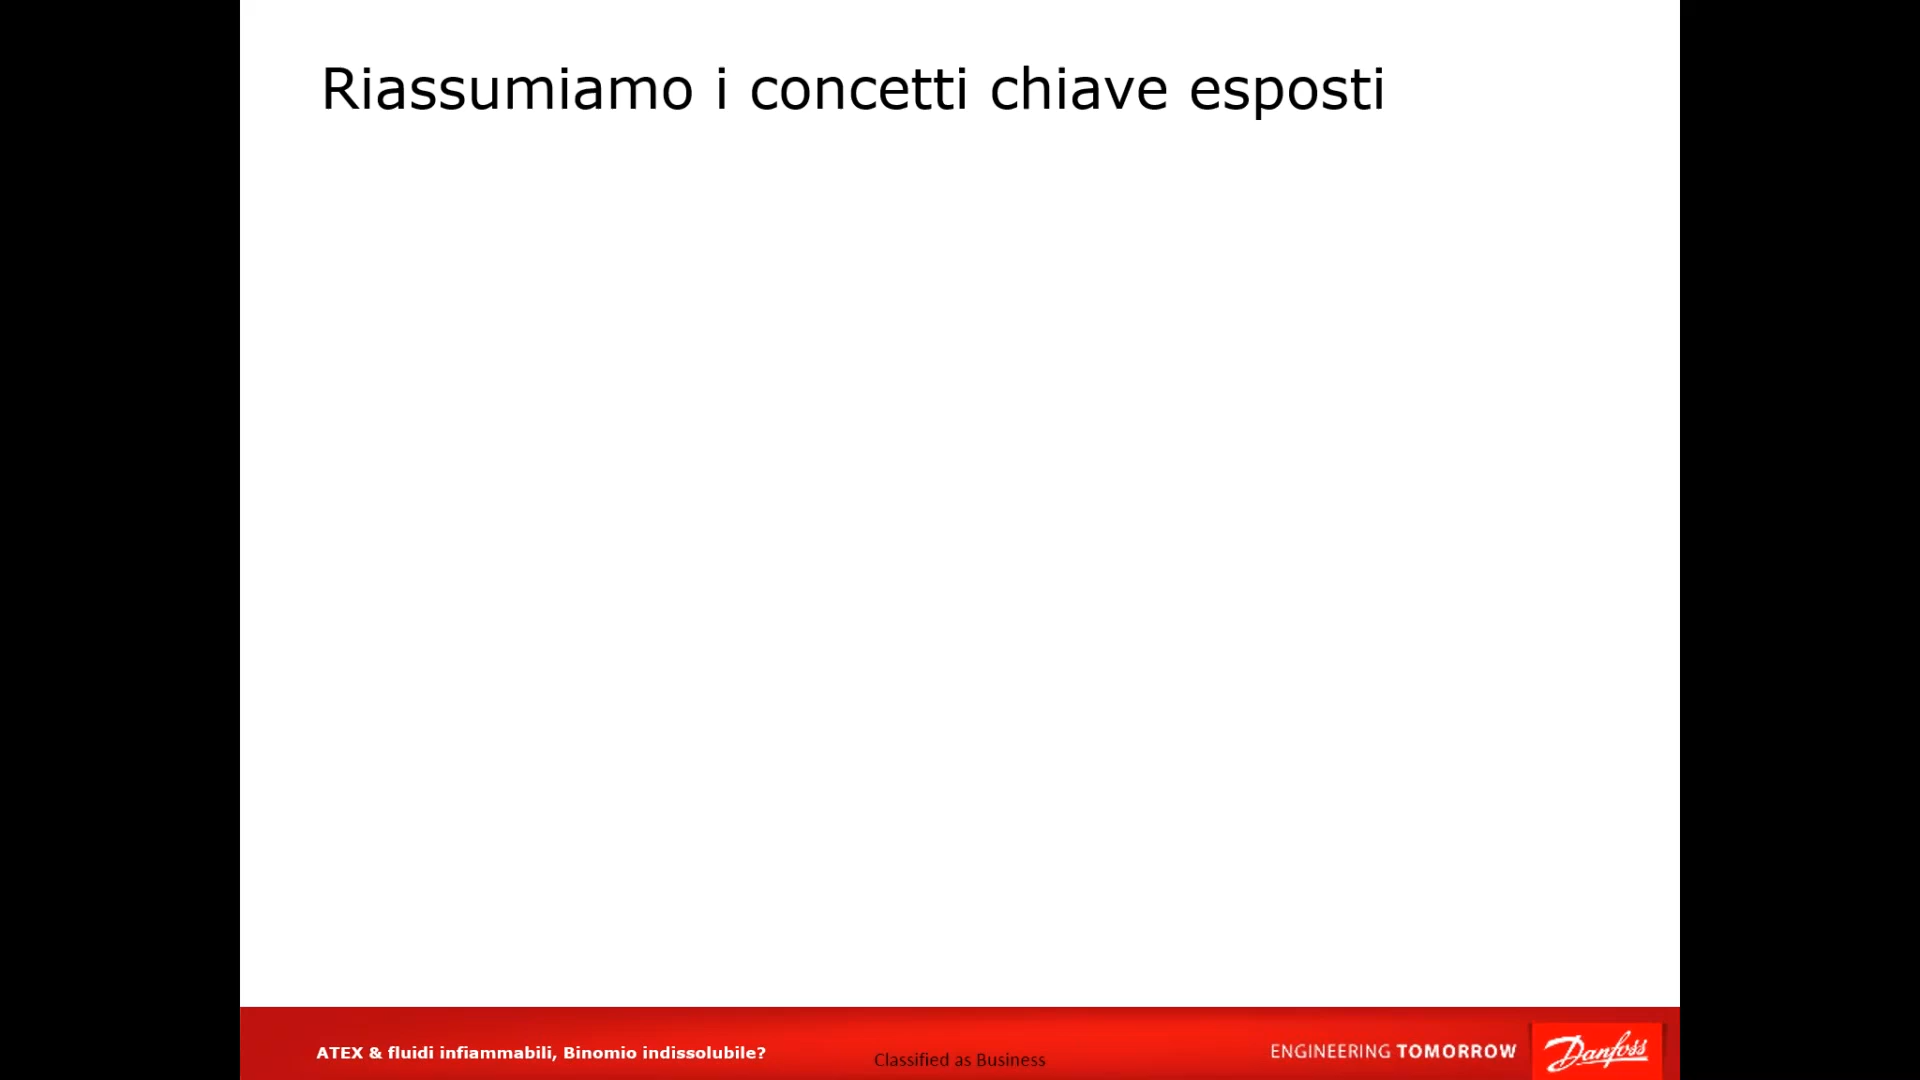 Riassumiamo i concetti chiave esposti
ATEX & fluidi infiammabili, Binomio indissolubile?
Classified as Business
ENGINEERING TOMORROW
Danfoss